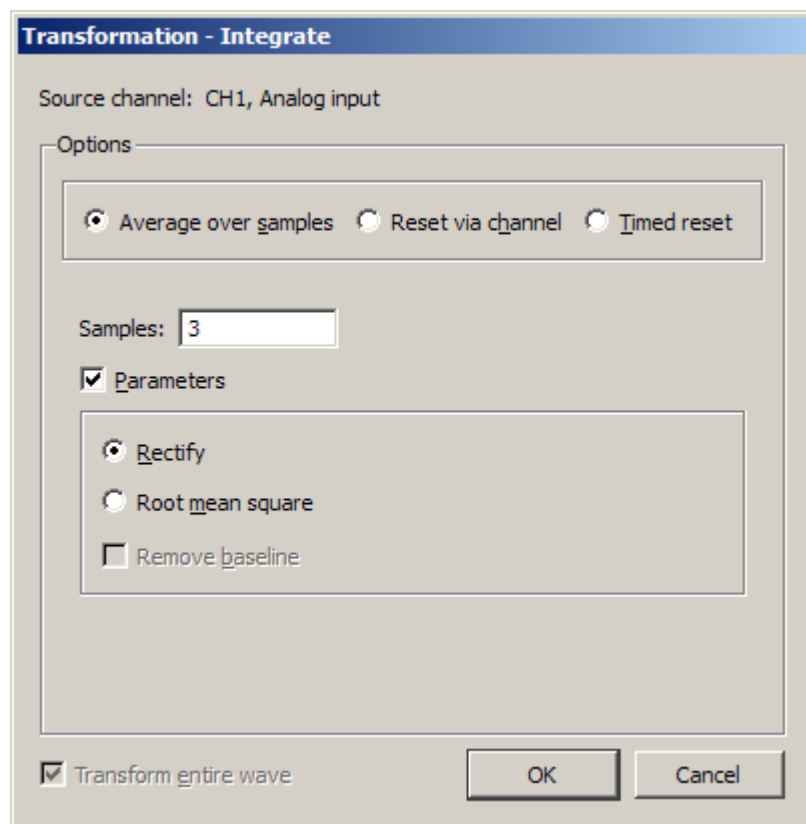 Transformation - Integrate
Source channel: CH1, Analog input
Options
Average over samples Reset via channel Timed reset
Samples: 3
Parameters
Rectify
Root mean square
Remove baseline
Transform entire wave OK Cancel